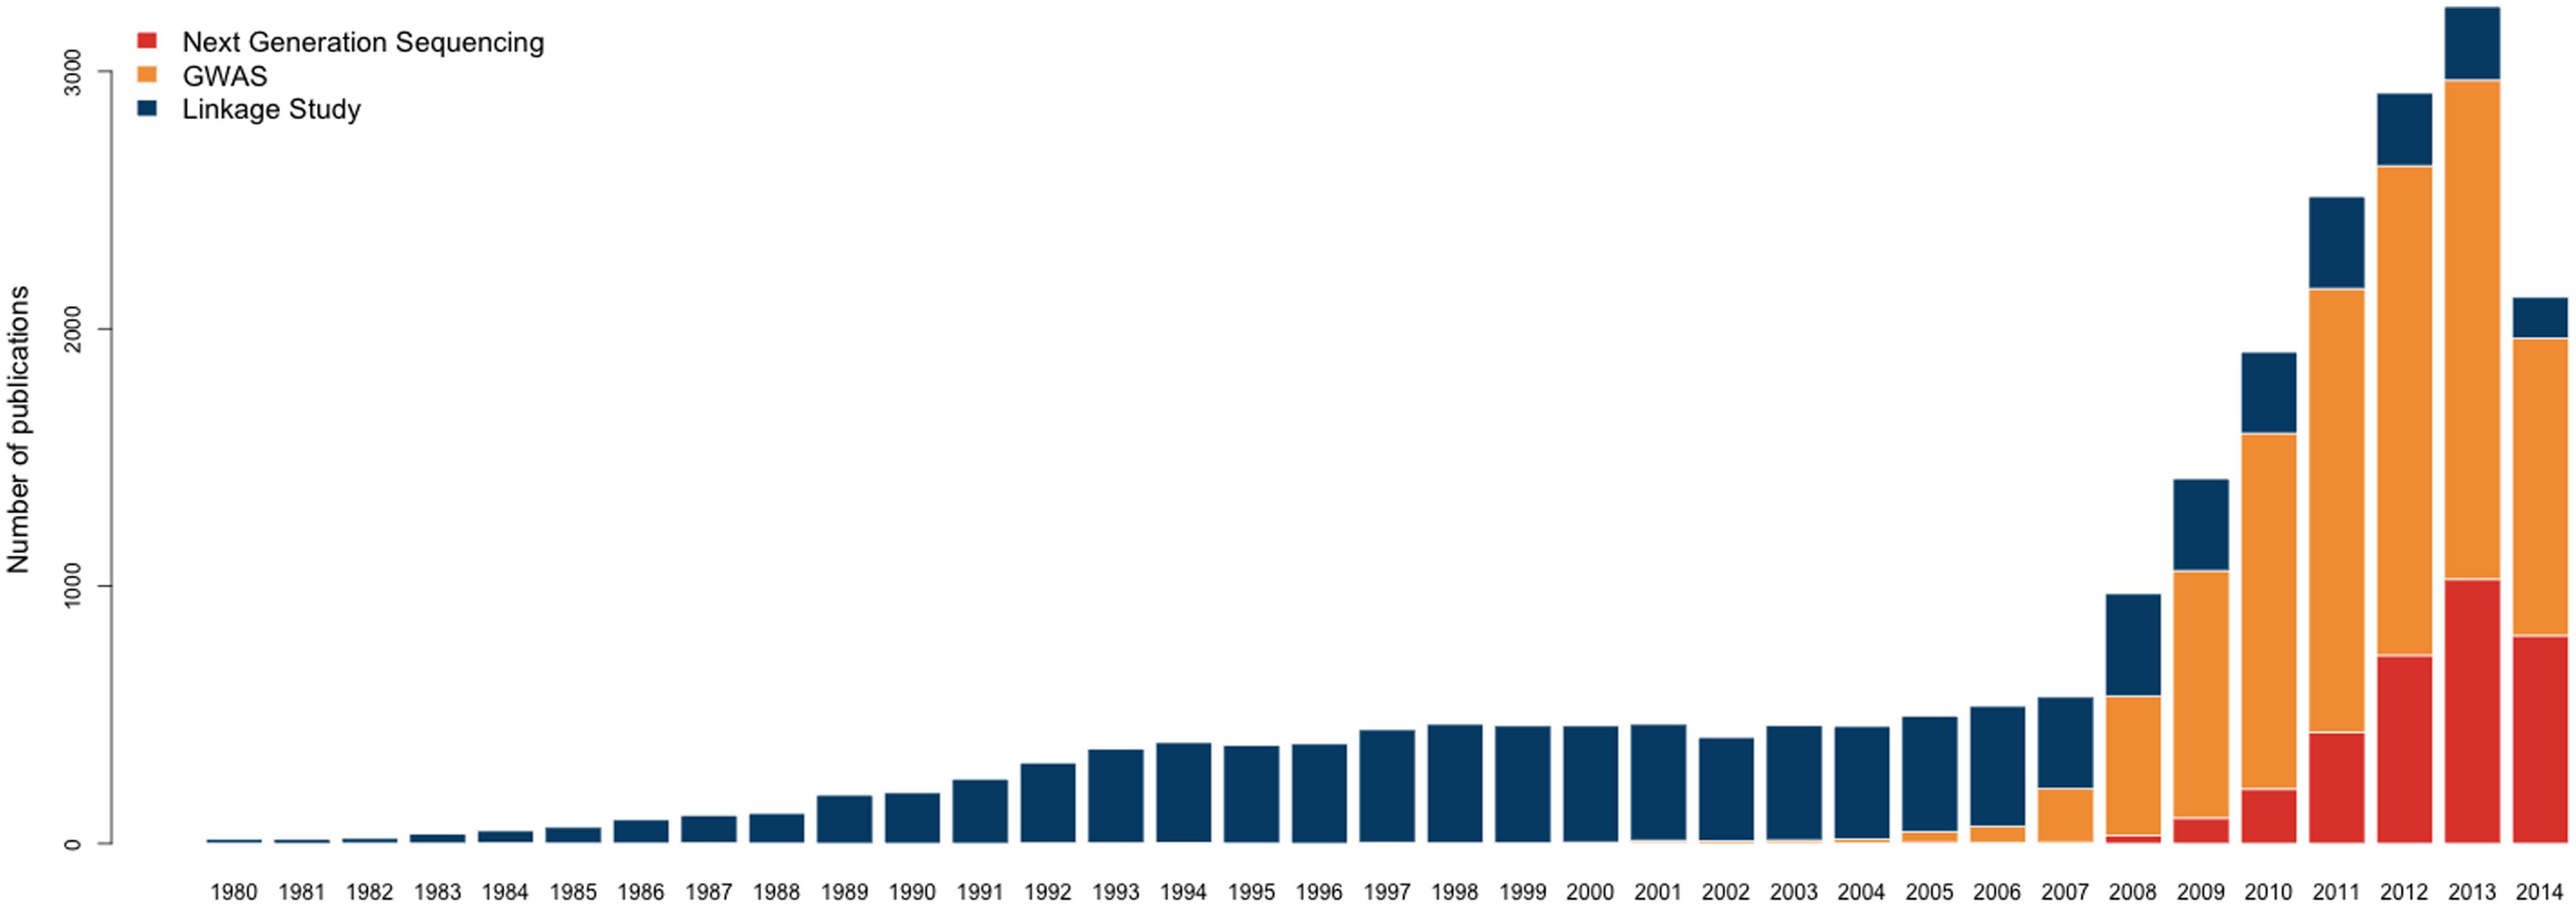 Next Generation Sequencing
GWAS
Linkage Study
Number of publications
3000
2000
1000
0
1980 1981 1982 1983 1984 1985 1986 1987 1988 1989 1990 1991 1992 1993 1994 1995 1996 1997 1998 1999 2000 2001 2002 2003 2004 2005 2006 2007 2008 2009 2010 2011 2012 2013 2014